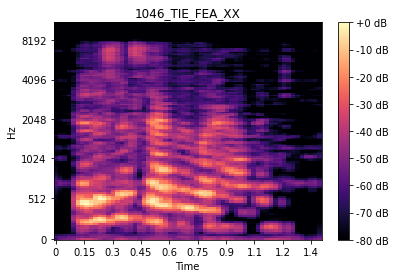 1046_TIE_FEA_XX
8192
4096
2048
1024
512
0
Hz
0 0.15 0.3 0.45 0.6 0.75 0.9 1.1 1.2 1.4
Time
+0 dB
-10 dB
-20 dB
-30 dB
-40 dB
-50 dB
-60 dB
-70 dB
-80 dB